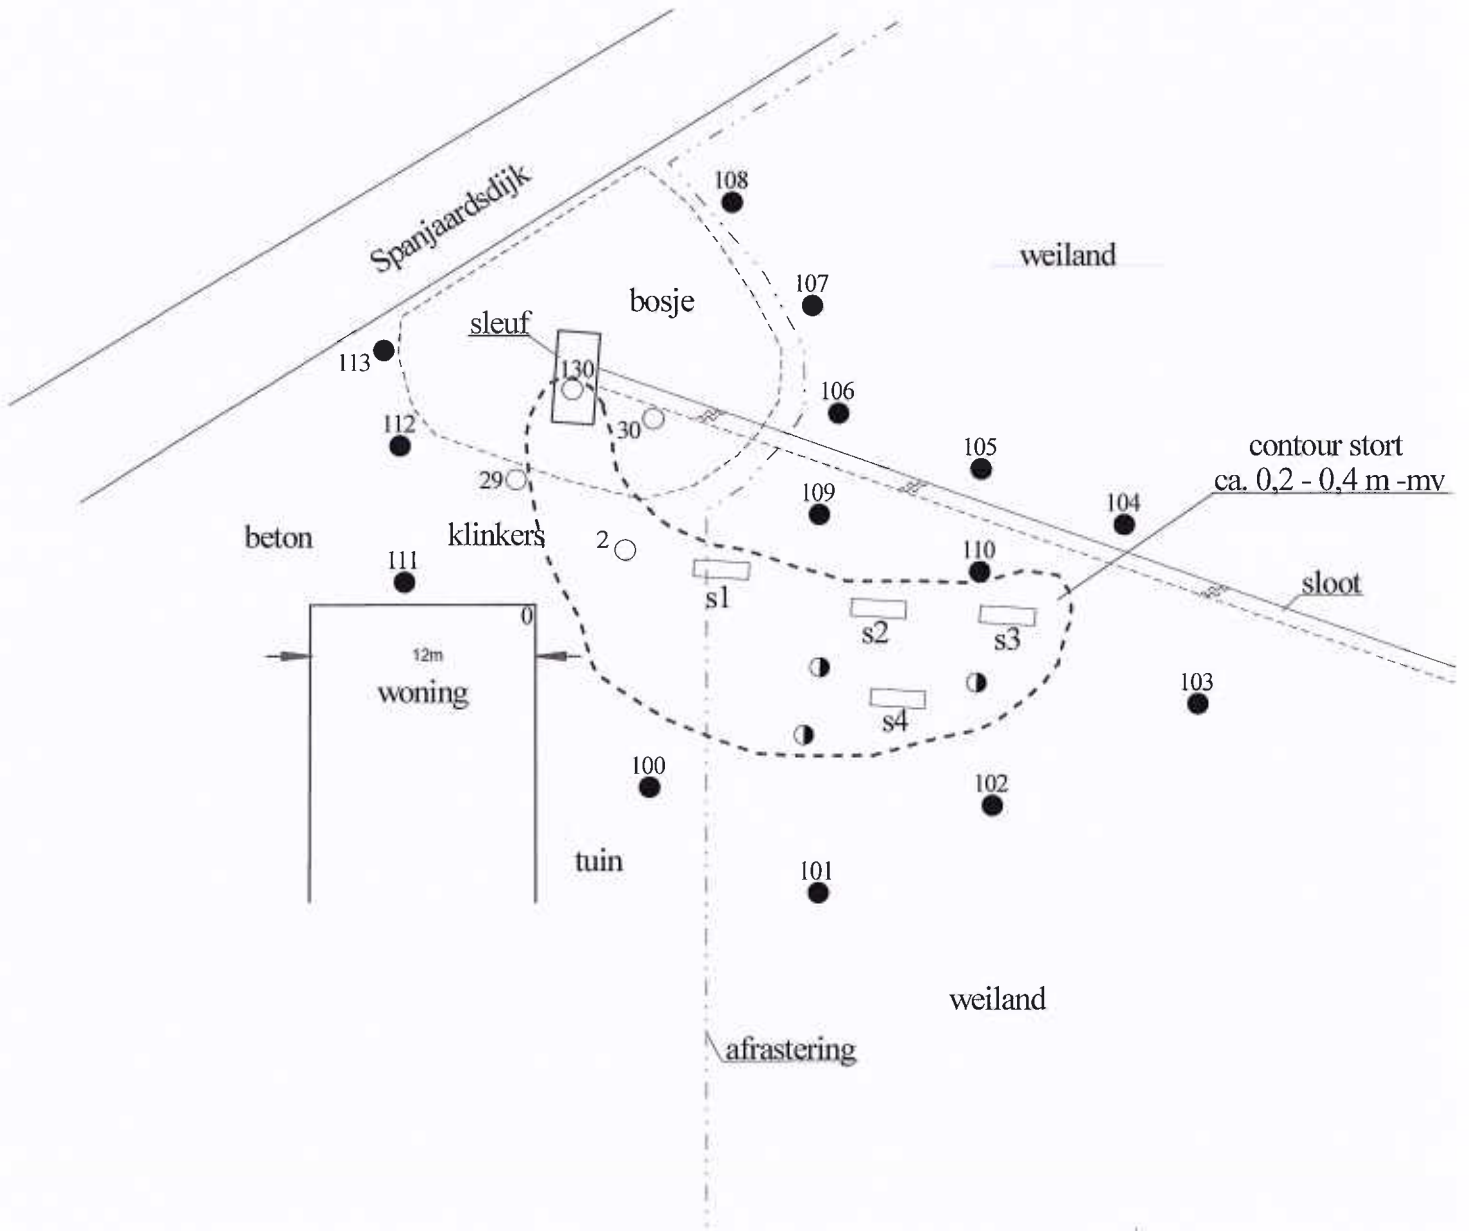 Spanjaardsdijk
108
weiland
107
bosje
sleuf
113
130
106
112
30
105
contour stort
ca. 0,2 - 0,4 m -mv
29
109
104
beton
klinkers
2
111
110
s1
s2
s3
sloot
0
12m
woning
103
s4
100
102
tuin
101
weiland
afrastering